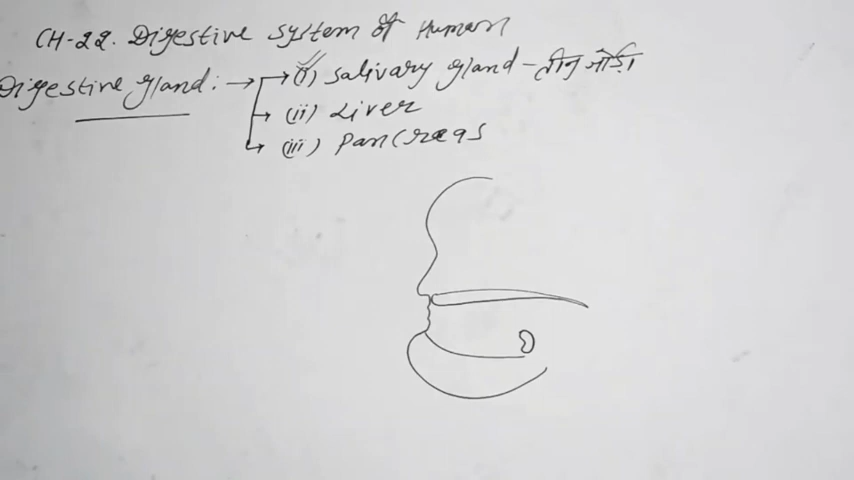 CH-22. Digestive system of Human
Digestive gland: → (i) Salivary gland - तीन जोड़ी
(ii) Liver
(iii) Pancreas